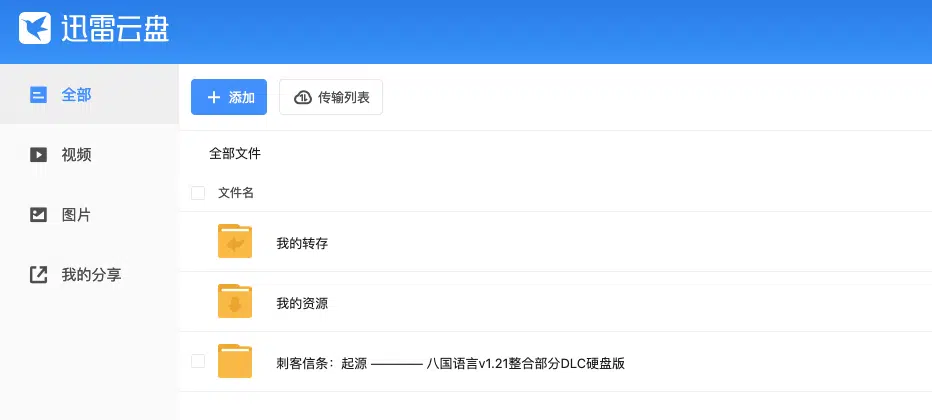 迅雷云盘
全部
视频
图片
我的分享
添加
传输列表
全部文件
文件名
我的转存
我的资源
刺客信条：起源 ———— 八国语言v1.21整合部分DLC硬盘版